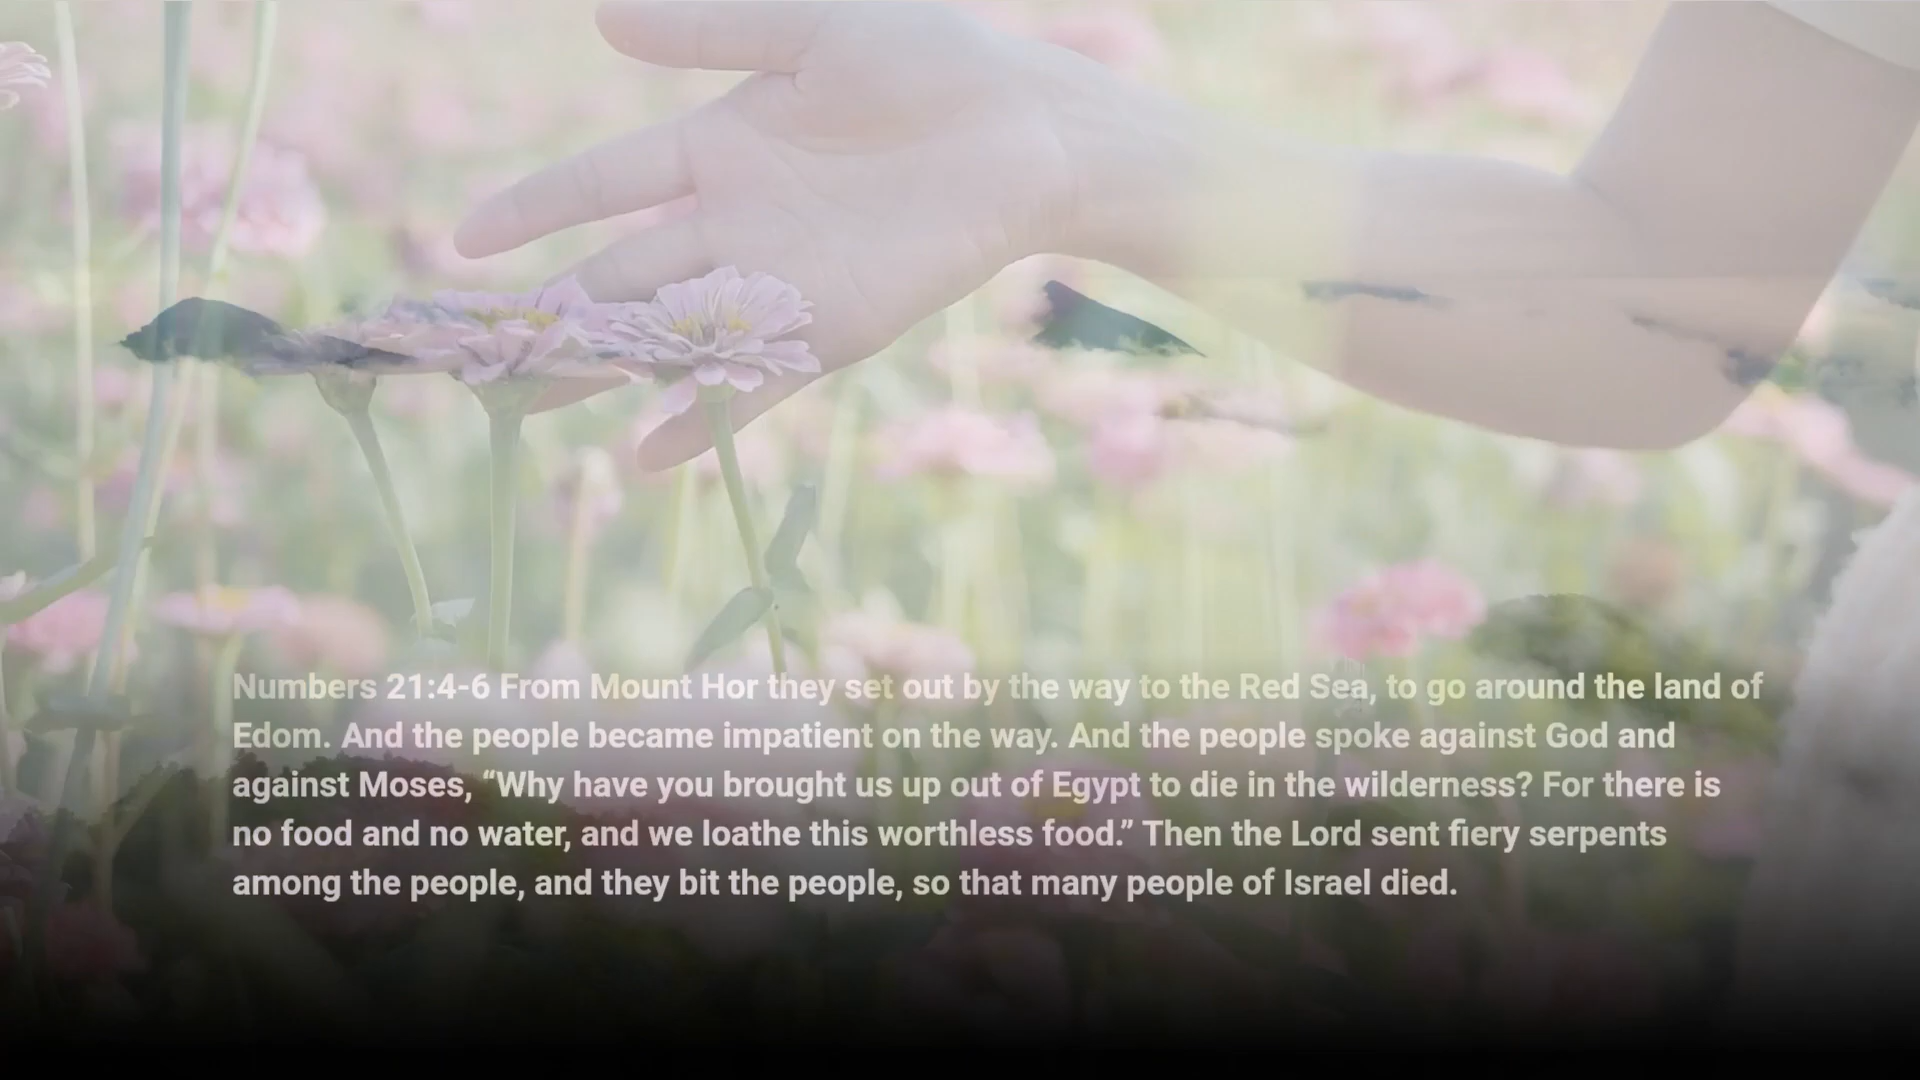 Numbers 21:4-6 From Mount Hor they set out by the way to the Red Sea, to go around the land of
Edom. And the people became impatient on the way. And the people spoke against God and
against Moses, “Why have you brought us up out of Egypt to die in the wilderness? For there is
no food and no water, and we loathe this worthless food.” Then the Lord sent fiery serpents
among the people, and they bit the people, so that many people of Israel died.